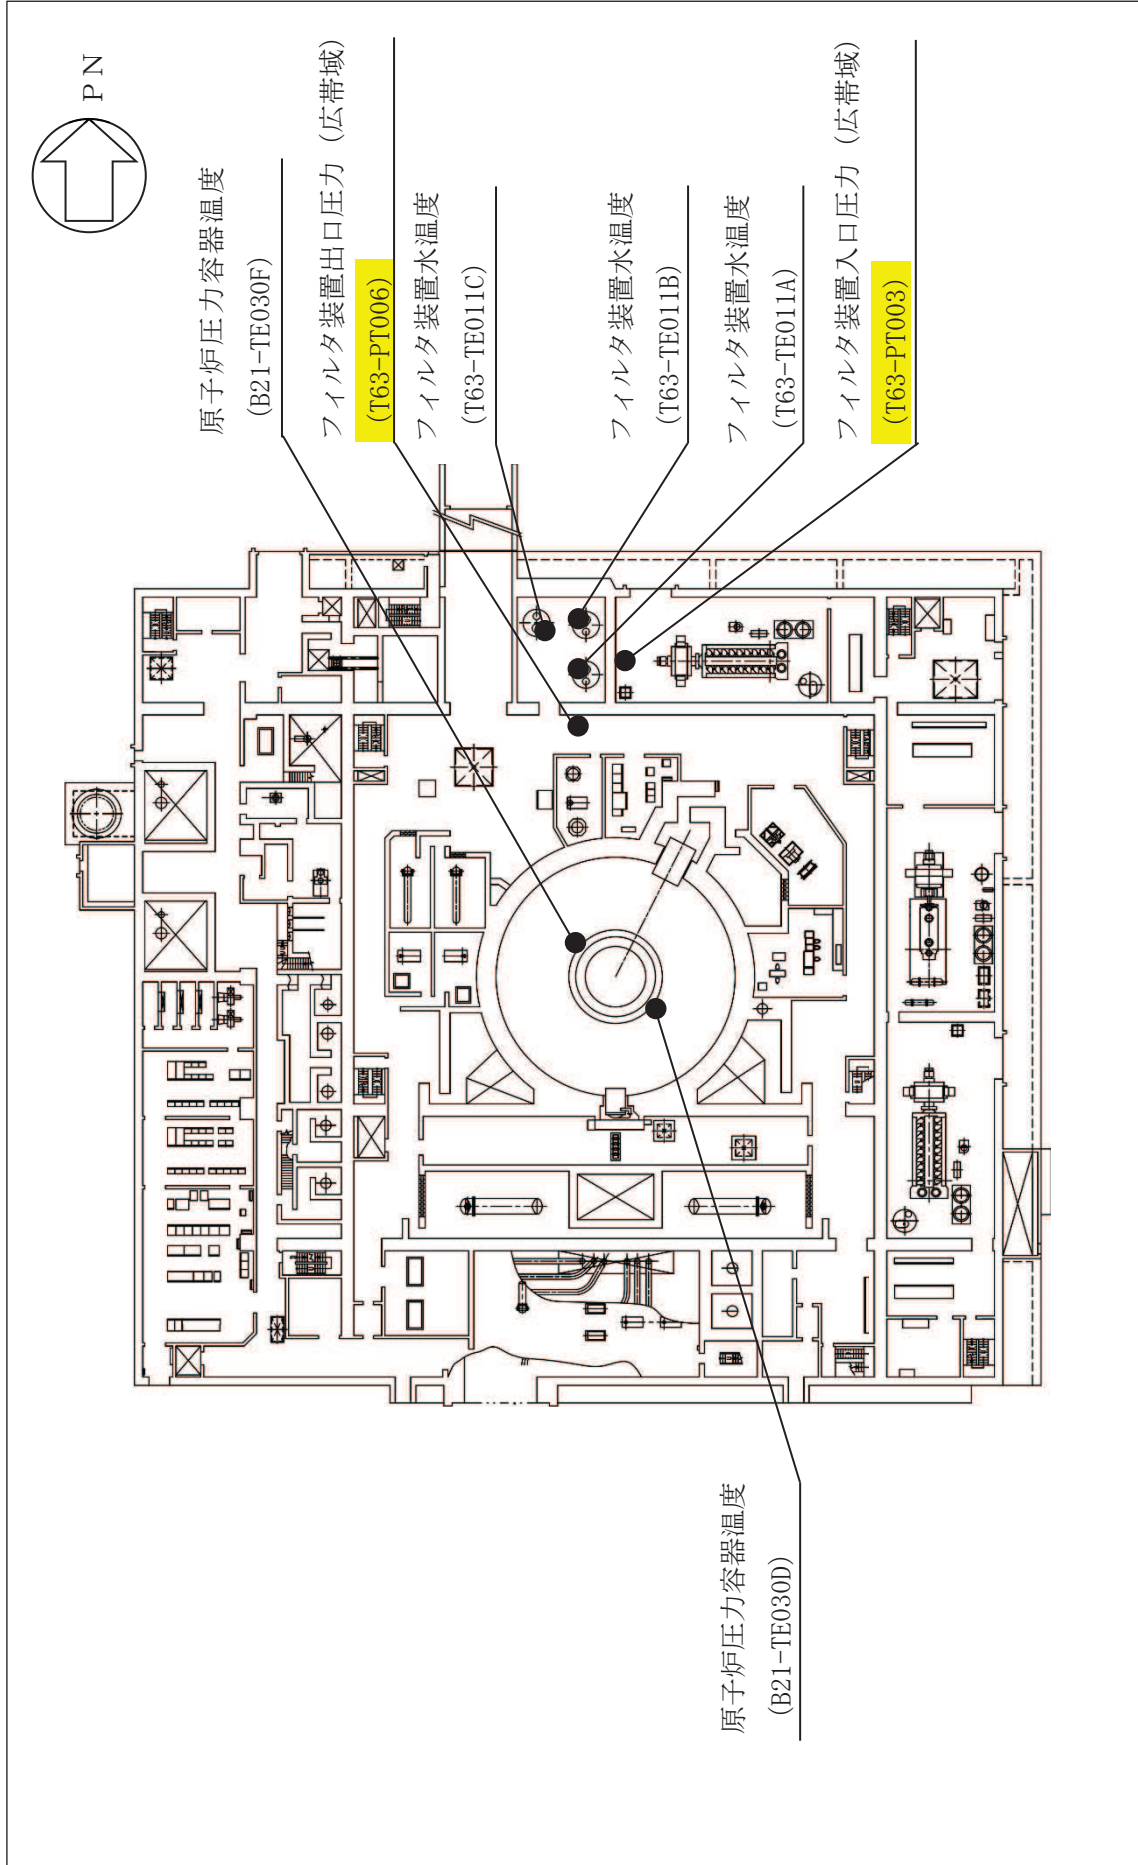 PN
原子炉圧力容器温度
(B21-TE030F)
フィルタ装置出口圧力 (広帯域)
(T63-PT006)
フィルタ装置水温度
(T63-TE011C)
フィルタ装置水温度
(T63-TE011B)
フィルタ装置水温度
(T63-TE011A)
フィルタ装置入口圧力 (広帯域)
(T63-PT003)
原子炉圧力容器温度
(B21-TE030D)